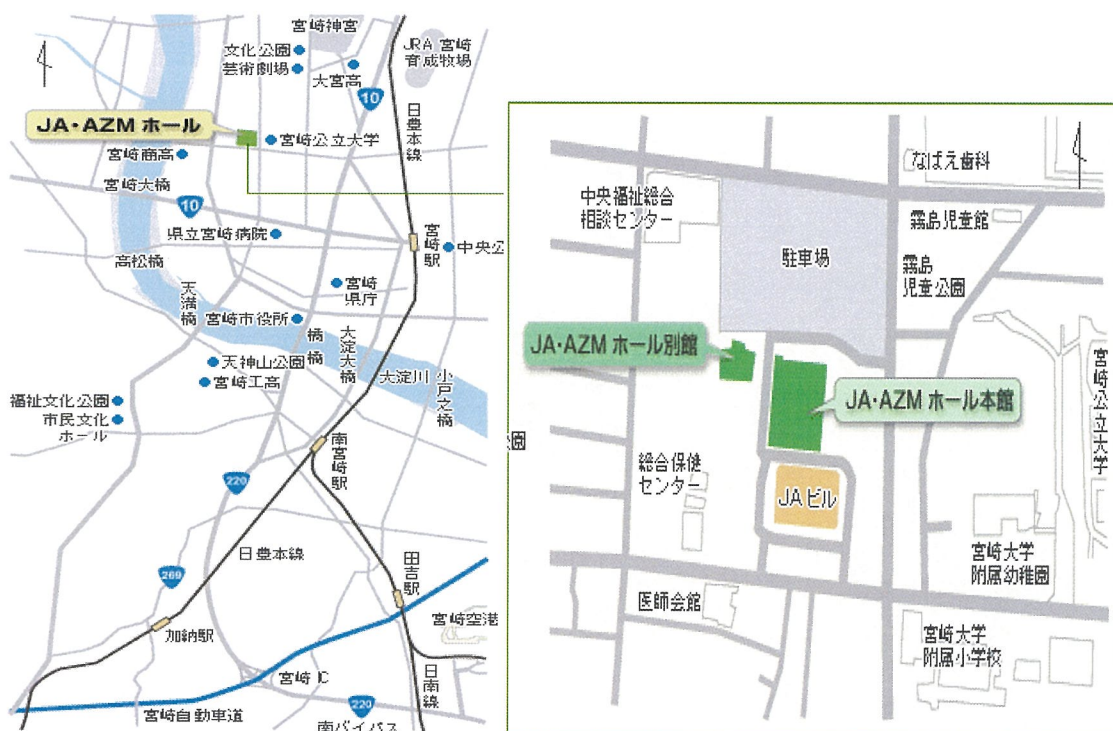 宮崎神宮
文化公園
芸術劇場
大宮高
JRA 宮崎
育成牧場
10
日豊本線
JA・AZM ホール
宮崎公立大学
宮崎商高
宮崎大橋
10
県立宮崎病院
宮崎駅
中央公
高松橋
宮崎
県庁
天満橋
宮崎市役所
橘橋
大淀大橋
天神山公園
宮崎工高
大淀川
小戸之橋
福祉文化公園
市民文化
ホール
南宮崎駅
220
日豊本線
269
田吉駅
加納駅
宮崎空港
宮崎 IC
日南線
宮崎自動車道
220
南バイパス
中央福祉総合
相談センター
駐車場
なばえ歯科
霧島児童館
霧島
児童公園
JA・AZM ホール別館
JA・AZM ホール本館
宮崎公立大学
園
総合保健
センター
JA ビル
宮崎大学
附属幼稚園
医師会館
宮崎大学
附属小学校